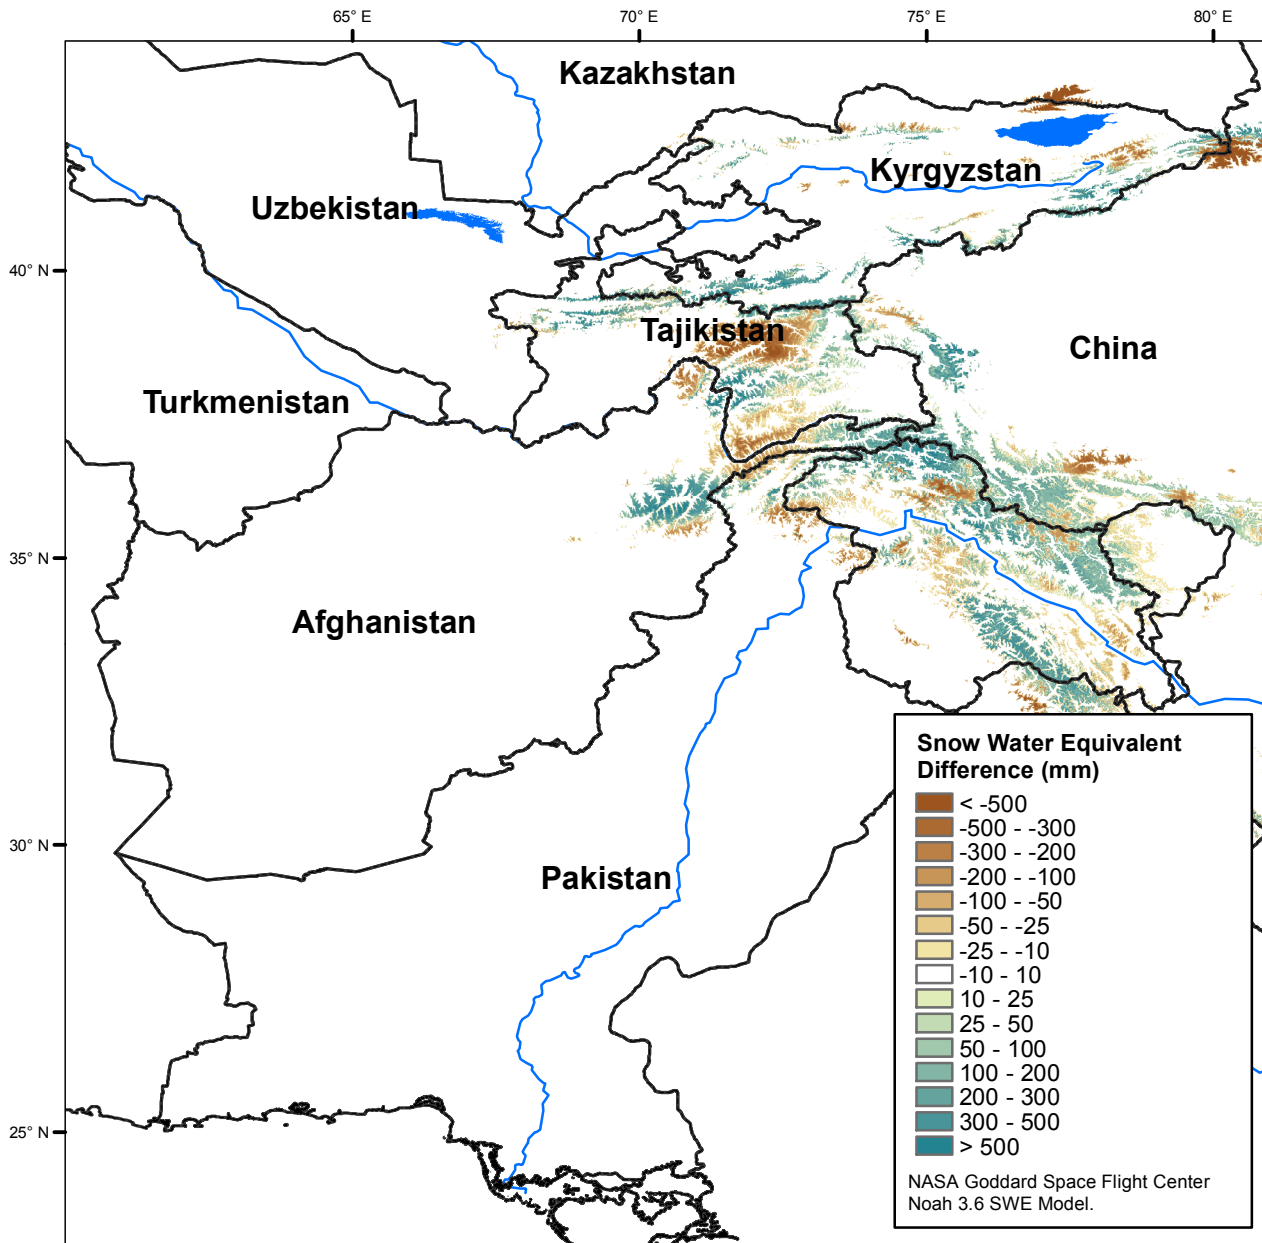 65° E
70° E
75° E
80° E
Kazakhstan
Kyrgyzstan
Uzbekistan
40° N
Tajikistan
China
Turkmenistan
35° N
Afghanistan
30° N
Pakistan
25° N
Snow Water Equivalent
Difference (mm)
< -500
-500 - -300
-300 - -200
-200 - -100
-100 - -50
-50 - -25
-25 - -10
-10 - 10
10 - 25
25 - 50
50 - 100
100 - 200
200 - 300
300 - 500
> 500
NASA Goddard Space Flight Center
Noah 3.6 SWE Model.